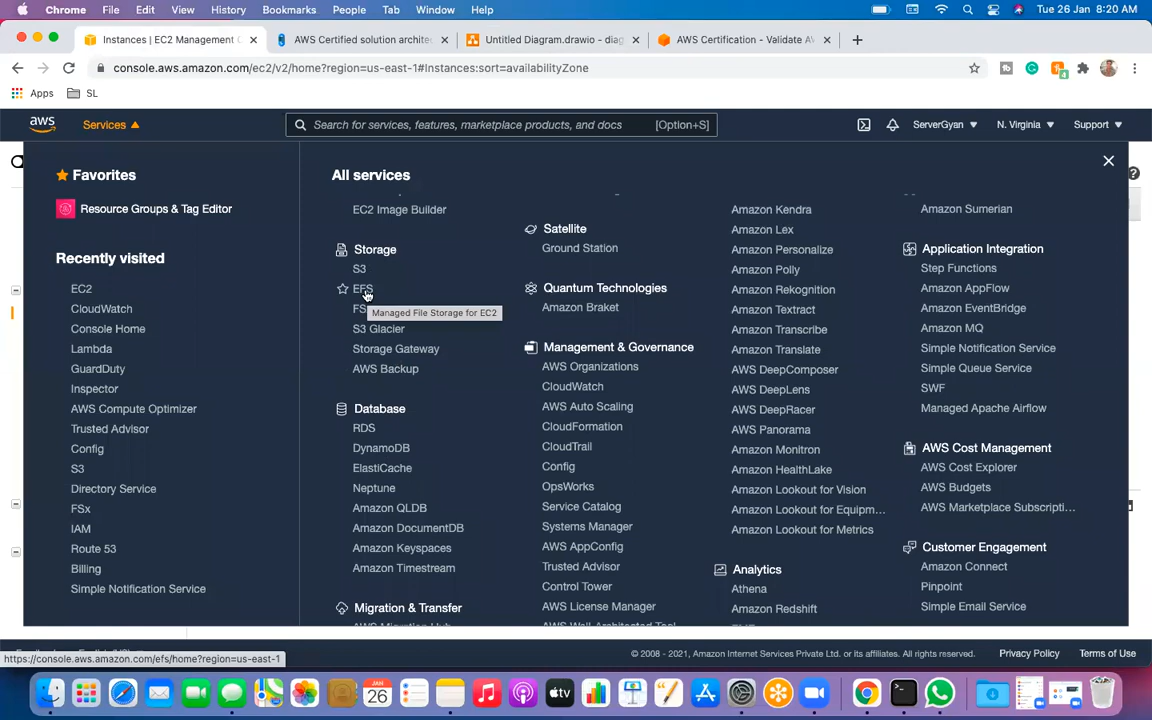 Chrome File Edit View History Bookmarks People Tab Window Help Tue 26 Jan 8:20 AM
Instances | EC2 Management C
AWS Certified solution archite
Untitled Diagram.drawio - diag
AWS Certification - Validate A
console.aws.amazon.com/ec2/v2/home?region=us-east-1#Instances:sort=availabilityZone
Apps SL
aws Services Search for services, features, marketplace products, and docs [Option+S] ServerGyan N. Virginia Support
Favorites
Resource Groups & Tag Editor
Recently visited
EC2
CloudWatch
Console Home
Lambda
GuardDuty
Inspector
AWS Compute Optimizer
Trusted Advisor
Config
S3
Directory Service
FSx
IAM
Route 53
Billing
Simple Notification Service
All services
EC2 Image Builder
Storage
S3
EFS
Managed File Storage for EC2
FS
S3 Glacier
Storage Gateway
AWS Backup
Database
RDS
DynamoDB
ElastiCache
Neptune
Amazon QLDB
Amazon DocumentDB
Amazon Keyspaces
Amazon Timestream
Migration & Transfer
AWS Migration Hub
Satellite
Ground Station
Quantum Technologies
Amazon Braket
Management & Governance
AWS Organizations
CloudWatch
AWS Auto Scaling
CloudFormation
CloudTrail
Config
OpsWorks
Service Catalog
Systems Manager
AWS AppConfig
Trusted Advisor
Control Tower
AWS License Manager
AWS Well-Architected Tool
Amazon Kendra
Amazon Lex
Amazon Personalize
Amazon Polly
Amazon Rekognition
Amazon Textract
Amazon Transcribe
Amazon Translate
AWS DeepComposer
AWS DeepLens
AWS DeepRacer
AWS Panorama
Amazon Monitron
Amazon HealthLake
Amazon Lookout for Vision
Amazon Lookout for Equipm...
Amazon Lookout for Metrics
Analytics
Athena
Amazon Redshift
Amazon Sumerian
Application Integration
Step Functions
Amazon AppFlow
Amazon EventBridge
Amazon MQ
Simple Notification Service
Simple Queue Service
SWF
Managed Apache Airflow
AWS Cost Management
AWS Cost Explorer
AWS Budgets
AWS Marketplace Subscripti...
Customer Engagement
Amazon Connect
Pinpoint
Simple Email Service
© 2008 - 2021, Amazon Internet Services Private Ltd. or its affiliates. All rights reserved. Privacy Policy Terms of Use
https://console.aws.amazon.com/efs/home?region=us-east-1
JAN
26
tv